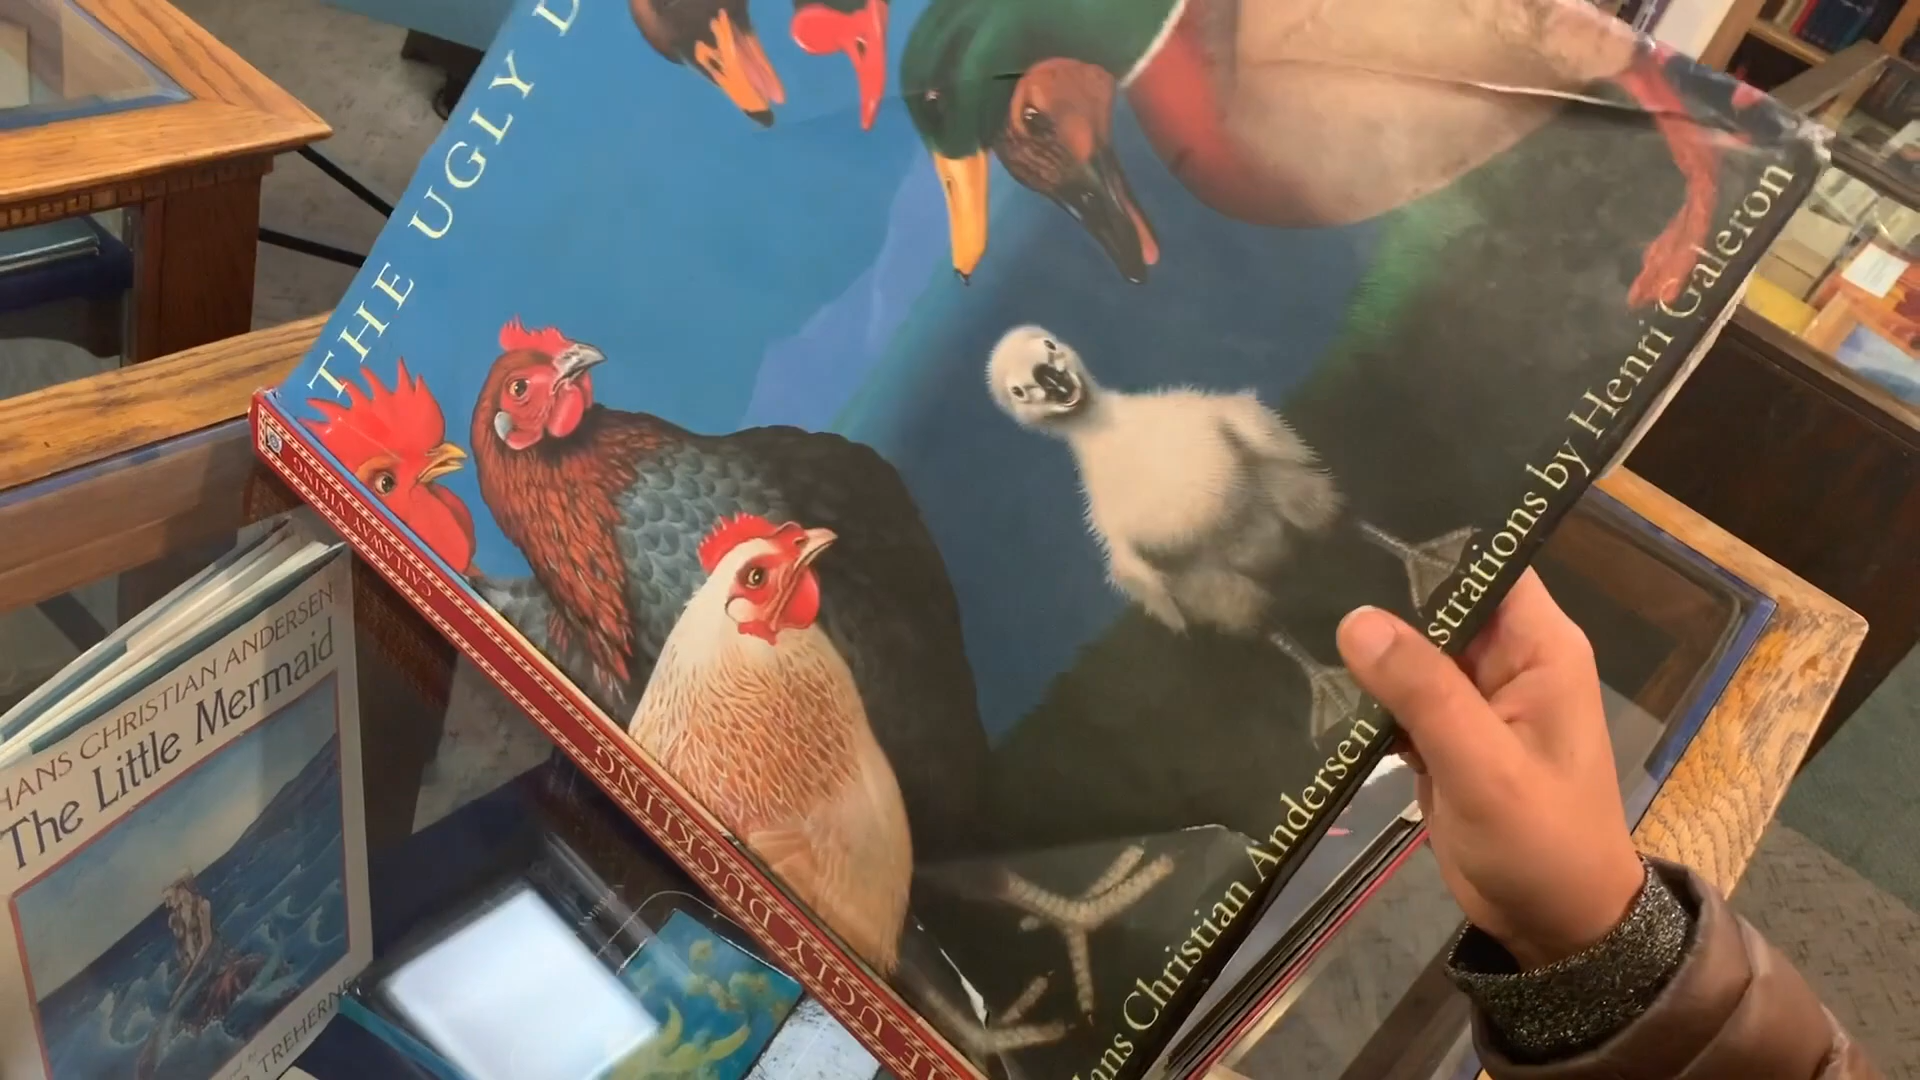 THE UGLY D
Hans Christian Andersen
strations by Henri Galeron
THE UGLY DUCKLING
CALLAWAY VIKING
HANS CHRISTIAN ANDERSEN
The Little Mermaid
TREHERNE